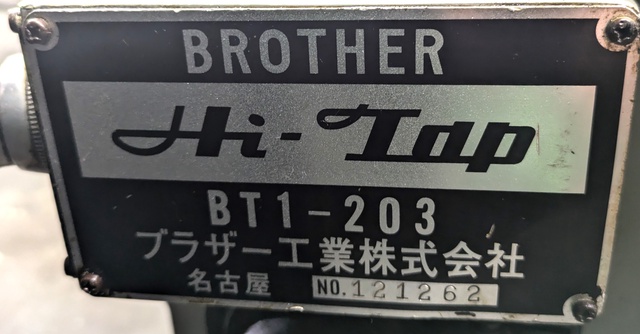 BROTHER
Hi-Tap
BT1-203
ブラザー工業株式会社
名古屋 NO.121262